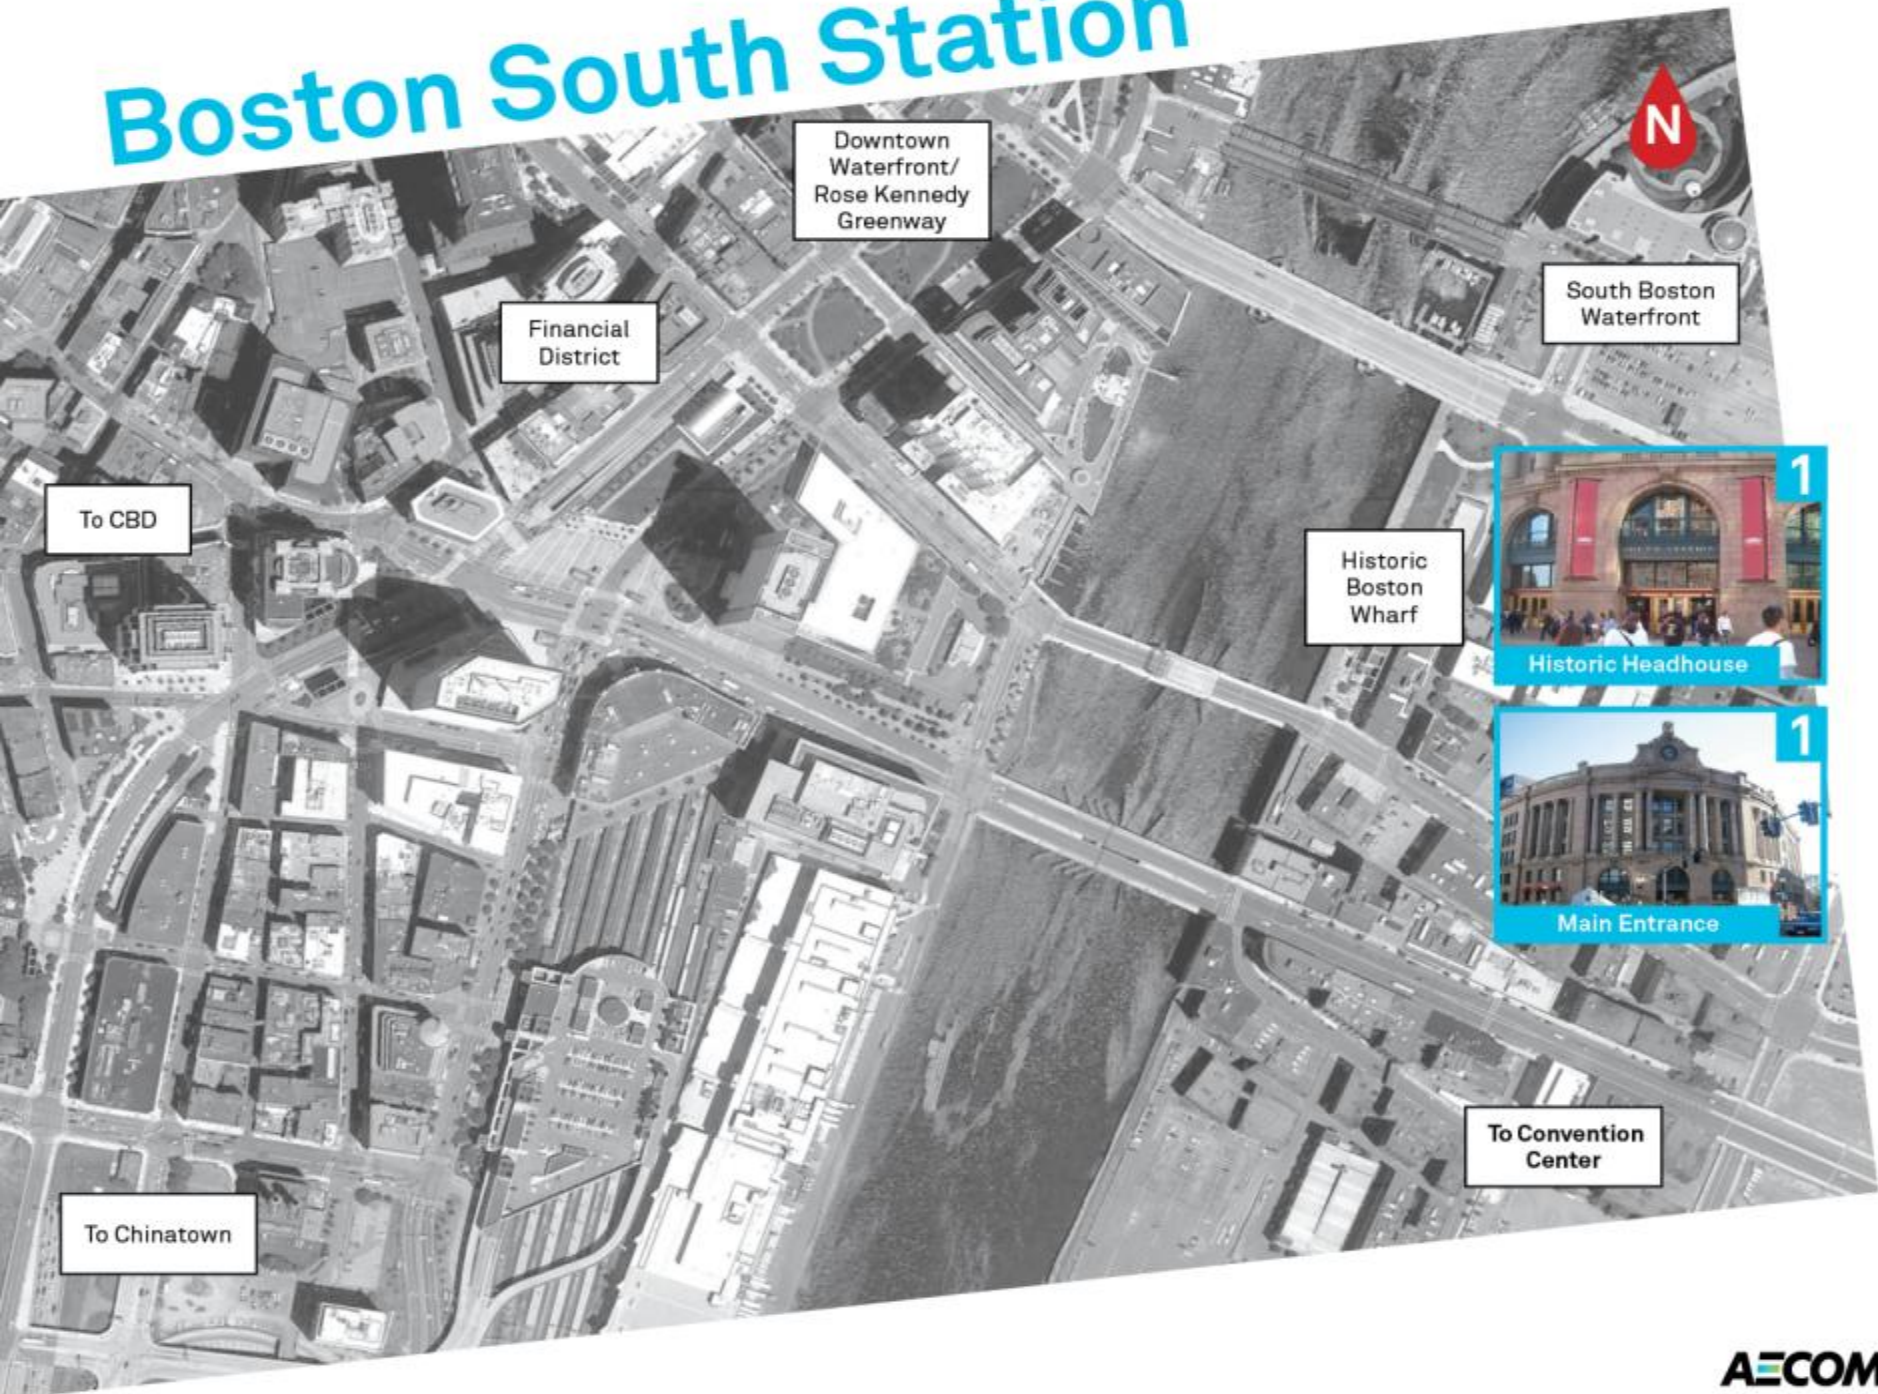 Boston South Station
N
Downtown
Waterfront/
Rose Kennedy
Greenway
South Boston
Waterfront
Financial
District
To CBD
1
Historic
Boston
Wharf
Historic Headhouse
1
Main Entrance
To Convention
Center
To Chinatown
AECOM